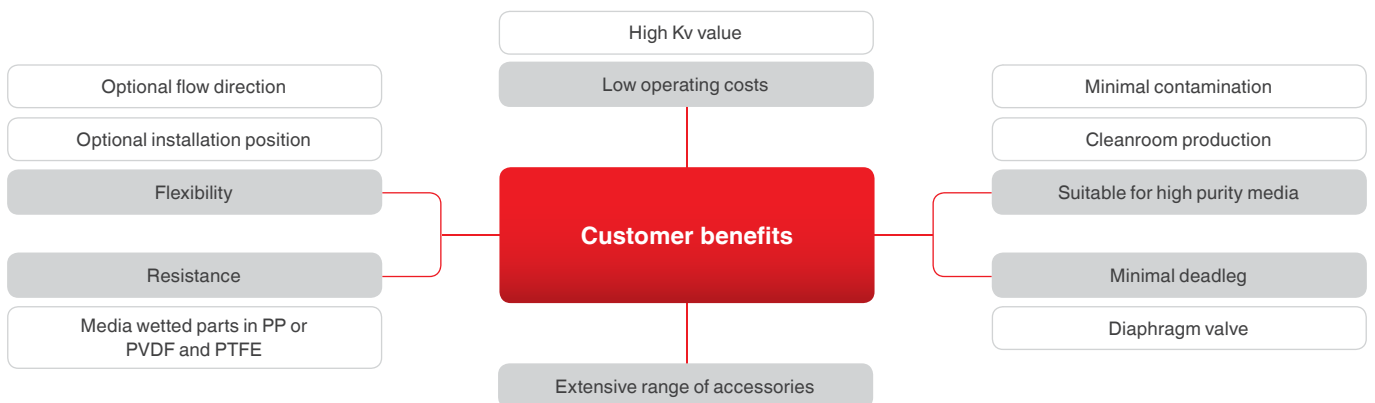 High Kv value
Low operating costs
Optional flow direction
Optional installation position
Flexibility
Resistance
Media wetted parts in PP or
PVDF and PTFE
Customer benefits
Minimal contamination
Cleanroom production
Suitable for high purity media
Minimal deadleg
Diaphragm valve
Extensive range of accessories